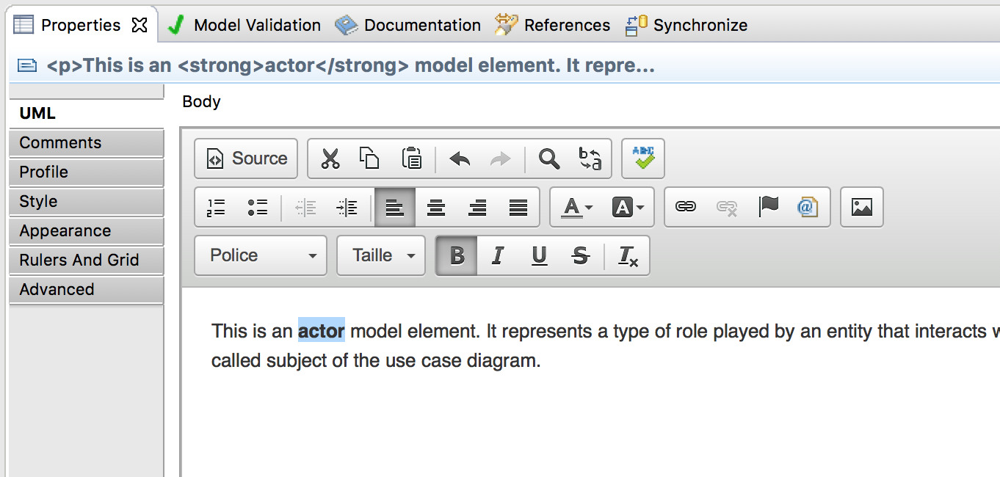 Properties Model Validation Documentation References Synchronize
<p>This is an <strong>actor</strong> model element. It repre...
Body
UML
Comments
Profile
Style
Appearance
Rulers And Grid
Advanced
Source
ABC
Police Taille B I U S Ix
This is an actor model element. It represents a type of role played by an entity that interacts
called subject of the use case diagram.